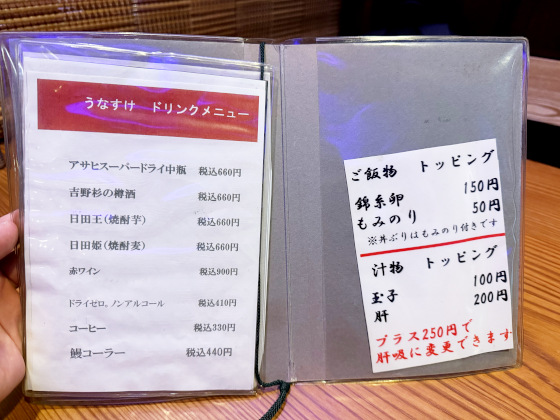 うなすけ　ドリンクメニュー
アサヒスーパードライ中瓶　税込660円
吉野杉の樽酒　税込660円
日田王（焼酎芋）　税込660円
日田姫（焼酎麦）　税込660円
赤ワイン　税込900円
ドライゼロ。ノンアルコール　税込410円
コーヒー　税込330円
鰻コーラー　税込440円
ご飯物　トッピング
錦糸卵　150円
もみのり　50円
※丼ぶりはもみのり付きです
汁物　トッピング
玉子　100円
肝　200円
プラス250円で
肝吸に変更できます